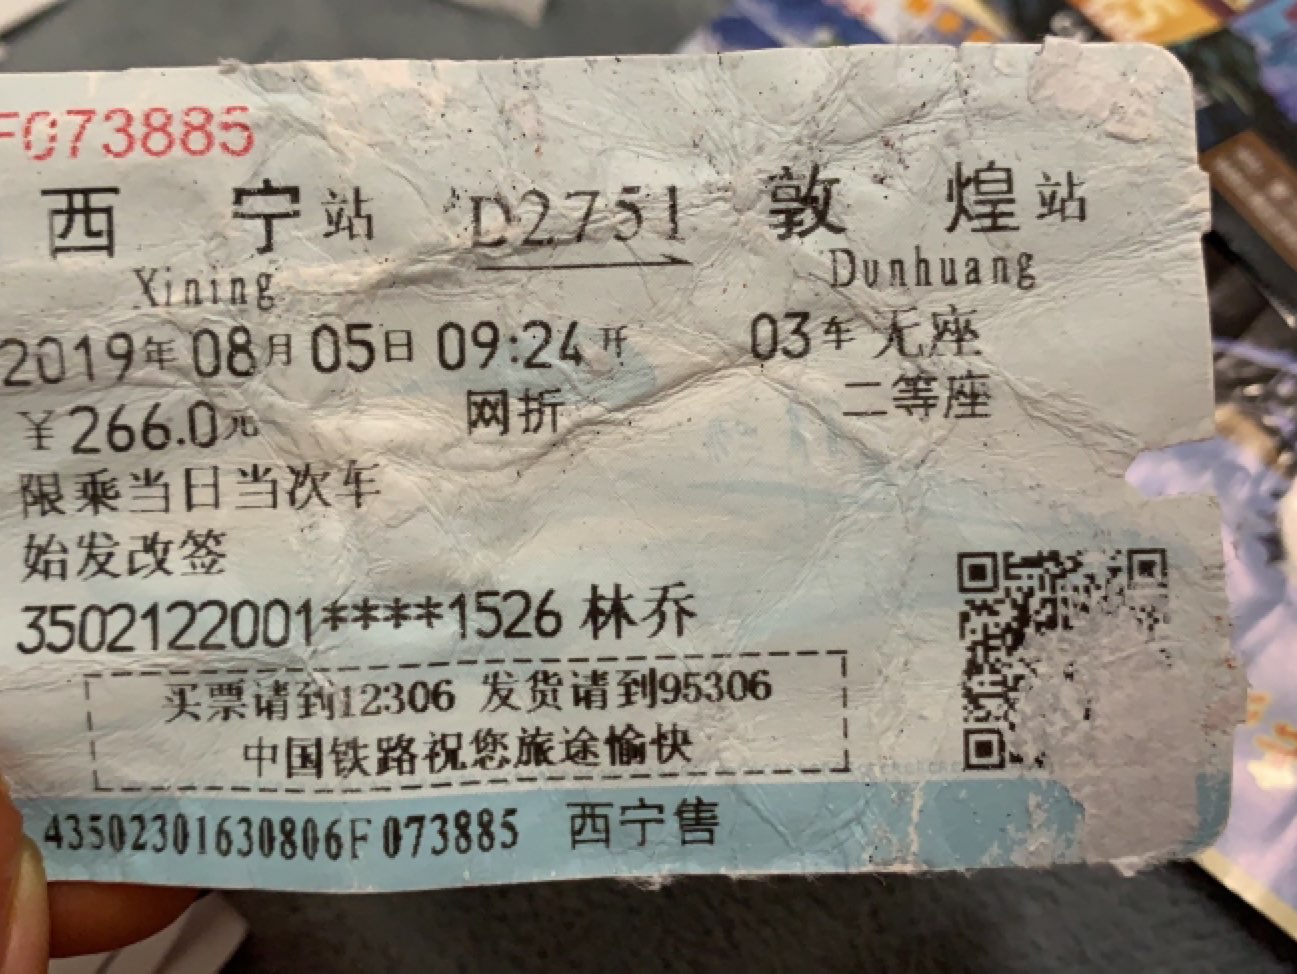 F073885
西 宁站 D2751 敦 煌站
Xining Dunhuang
2019年08月05日 09:24开 03车 无座
￥266.0元 网折 二等座
限乘当日当次车
始发改签
3502122001****1526 林乔
买票请到12306 发货请到95306
中国铁路祝您旅途愉快
43502301630806F073885 西宁售